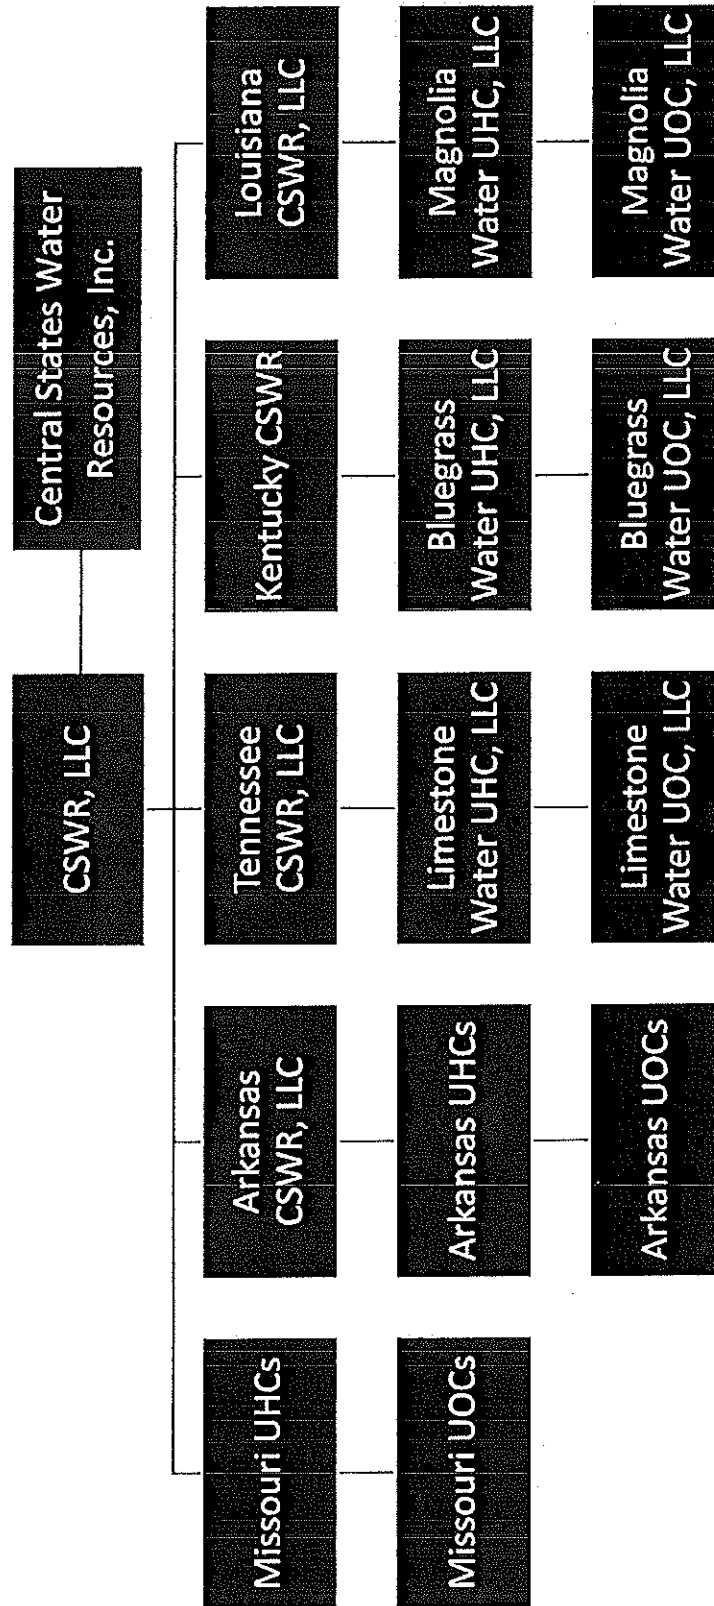 CSWR, LLC
Central States Water
Resources, Inc.
Missouri UHCs
Arkansas
CSWR, LLC
Tennessee
CSWR, LLC
Kentucky CSWR
Louisiana
CSWR, LLC
Missouri UOCs
Arkansas UHCs
Limestone
Water UHC, LLC
Bluegrass
Water UHC, LLC
Magnolia
Water UHC, LLC
Arkansas UOCs
Limestone
Water UOC, LLC
Bluegrass
Water UOC, LLC
Magnolia
Water UOC, LLC